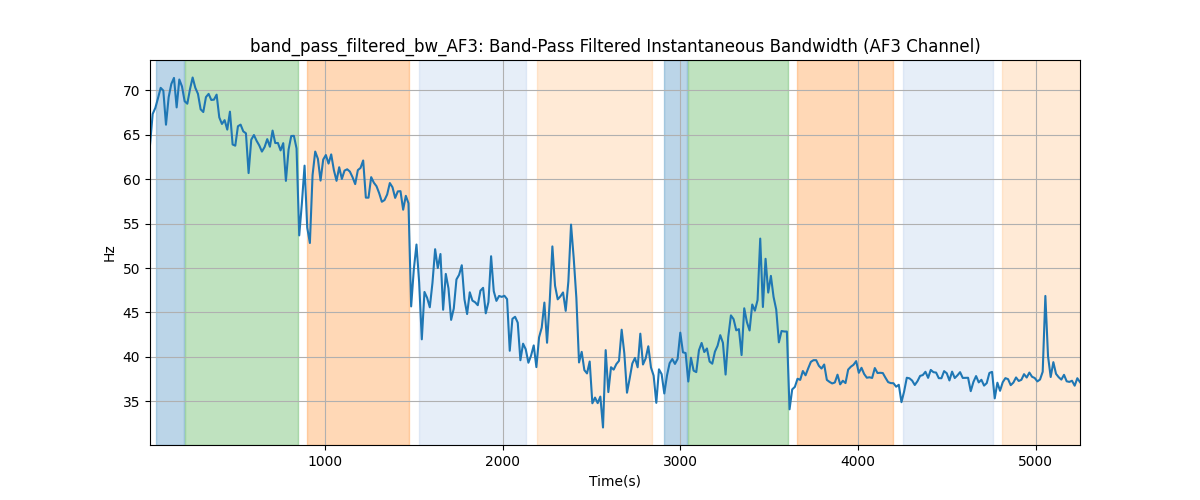 band_pass_filtered_bw_AF3: Band-Pass Filtered Instantaneous Bandwidth (AF3 Channel)
70
65
60
55
50
45
40
35
Hz
1000 2000 3000 4000 5000
Time(s)